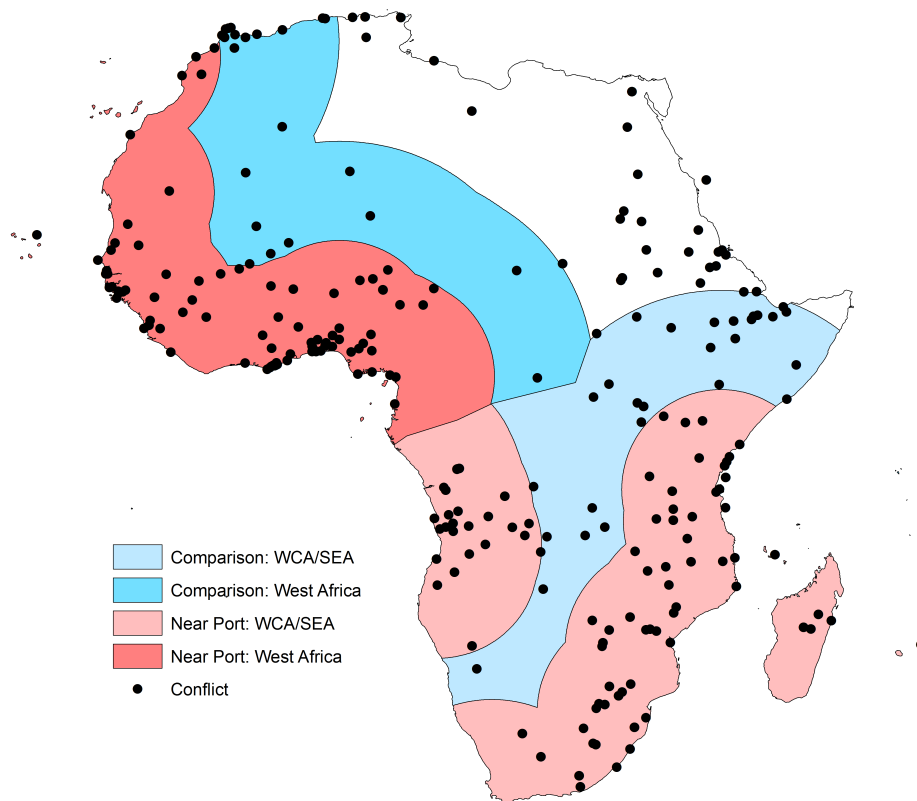 Comparison: WCA/SEA
Comparison: West Africa
Near Port: WCA/SEA
Near Port: West Africa
Conflict